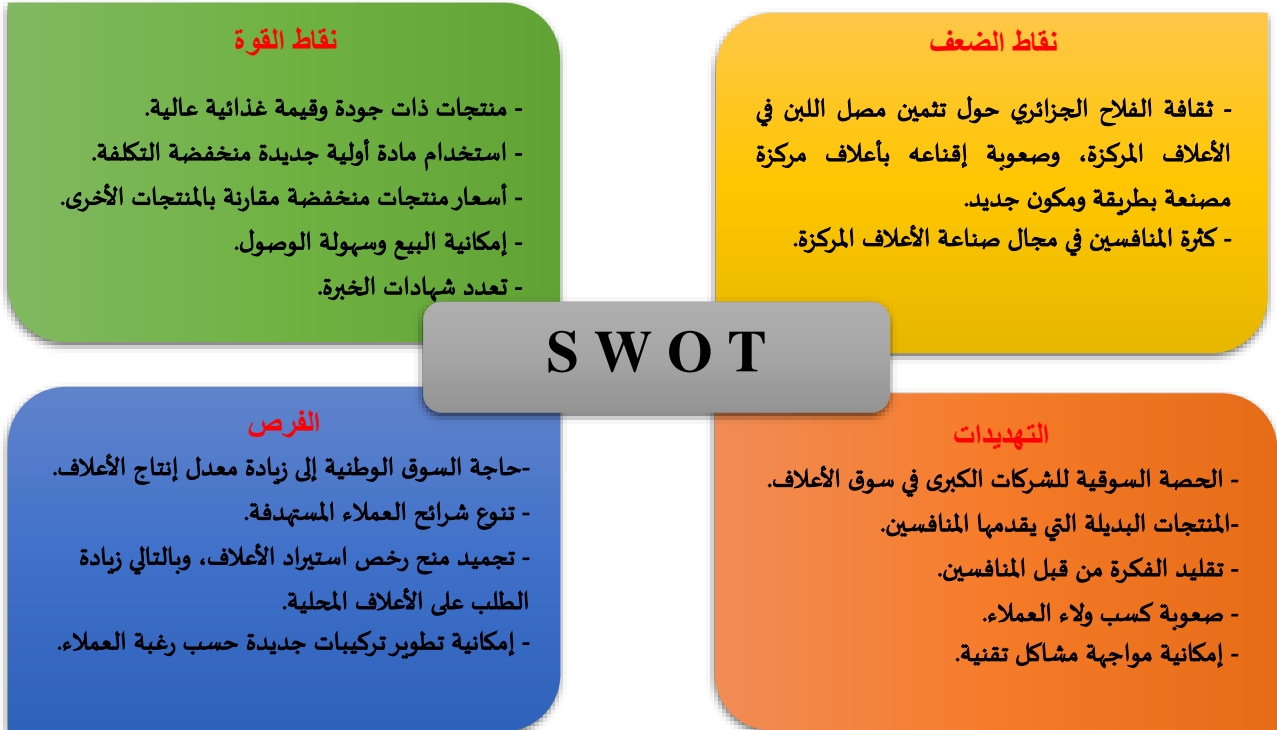 نقاط القوة
- منتجات ذات جودة وقيمة غذائية عالية.
- استخدام مادة أولية جديدة منخفضة التكلفة.
- أسعار منتجات منخفضة مقارنة بالمنتجات الأخرى.
- إمكانية البيع وسهولة الوصول.
- تعدد شهادات الخبرة.
نقاط الضعف
- ثقافة الفلاح الجزائري حول تثمين مصل اللبن في
الأعلاف المركزة، وصعوبة إقناعه بأعلاف مركزة
مصنعة بطريقة ومكون جديد.
- كثرة المنافسين في مجال صناعة الأعلاف المركزة.
S W O T
الفرص
-حاجة السوق الوطنية إلى زيادة معدل إنتاج الأعلاف.
- تنوع شرائح العملاء المستهدفة.
- تجميد منح رخص استيراد الأعلاف، وبالتالي زيادة
الطلب على الأعلاف المحلية.
- إمكانية تطوير تركيبات جديدة حسب رغبة العملاء.
التهديدات
- الحصة السوقية للشركات الكبرى في سوق الأعلاف.
-المنتجات البديلة التي يقدمها المنافسين.
- تقليد الفكرة من قبل المنافسين.
- صعوبة كسب ولاء العملاء.
- إمكانية مواجهة مشاكل تقنية.